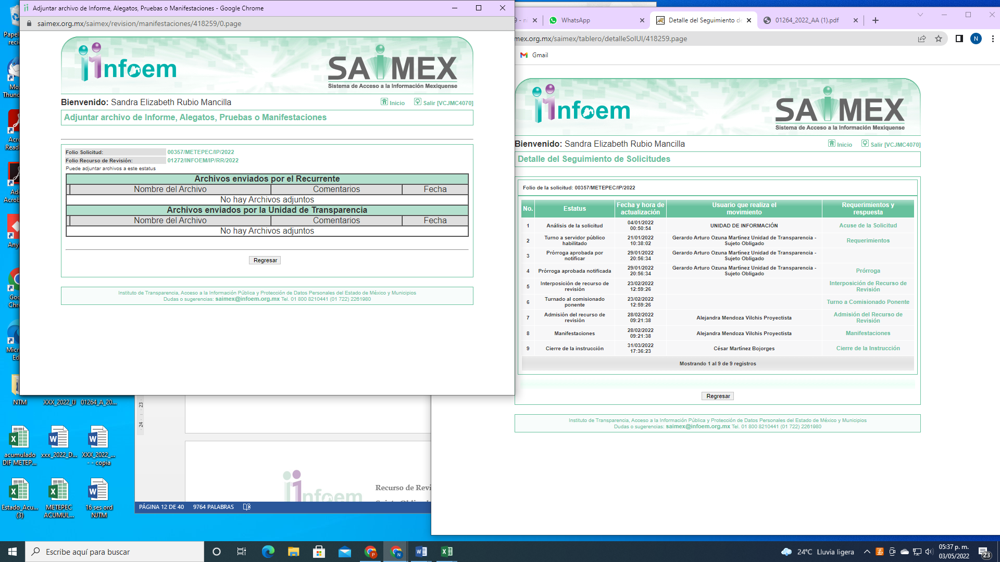 Adjuntar archivo de Informe, Alegatos, Pruebas o Manifestaciones - Google Chrome
saimex.org.mx/saimex/revision/manifestaciones/418259/0.page
infoem
SAIMEX
Sistema de Acceso a la Información Mexiquense
Bienvenido: Sandra Elizabeth Rubio Mancilla
Inicio
Salir [VCJMC4070]
Adjuntar archivo de Informe, Alegatos, Pruebas o Manifestaciones
Folio Solicitud: 00357/METEPEC/IP/2022
Folio Recurso de Revisión: 01272/INFOEM/IP/RR/2022
Puede adjuntar archivos a este estatus
Archivos enviados por el Recurrente
Nombre del Archivo Comentarios Fecha
No hay Archivos adjuntos
Archivos enviados por la Unidad de Transparencia
Nombre del Archivo Comentarios Fecha
No hay Archivos adjuntos
Regresar
Instituto de Transparencia, Acceso a la Información Pública y Protección de Datos Personales del Estado de México y Municipios
Dudas o sugerencias: saimex@infoem.org.mx Tel. 01 800 8210441 (01 722) 2261980
WhatsApp
Detalle del Seguimiento de
01264_2022_AA (1).pdf
mex.org.mx/saimex/tablero/detalleSolUI/418259.page
N
Gmail
infoem
SAIMEX
Sistema de Acceso a la Información Mexiquense
Bienvenido: Sandra Elizabeth Rubio Mancilla
Inicio
Salir [VCJMC4070]
Detalle del Seguimiento de Solicitudes
Folio de la solicitud: 00357/METEPEC/IP/2022
No. Estatus Fecha y hora de actualización Usuario que realiza el movimiento Requerimientos y respuesta
1 Análisis de la solicitud 04/01/2022 00:50:54 UNIDAD DE INFORMACIÓN Acuse de la Solicitud
2 Turno a servidor público habilitado 21/01/2022 10:38:02 Gerardo Arturo Ozuna Martínez Unidad de Transparencia - Sujeto Obligado Requerimientos
3 Prórroga aprobada por notificar 29/01/2022 20:56:34 Gerardo Arturo Ozuna Martínez Unidad de Transparencia - Sujeto Obligado
4 Prórroga aprobada notificada 29/01/2022 20:56:34 Gerardo Arturo Ozuna Martínez Unidad de Transparencia - Sujeto Obligado Prórroga
5 Interposición de recurso de revisión 23/02/2022 12:59:26 Interposición de Recurso de Revisión
6 Turnado al comisionado ponente 23/02/2022 12:59:26 Turno a Comisionado Ponente
7 Admisión del recurso de revisión 28/02/2022 09:21:38 Alejandra Mendoza Vilchis Proyectista Admisión del Recurso de Revisión
8 Manifestaciones 28/02/2022 09:21:38 Alejandra Mendoza Vilchis Proyectista Manifestaciones
9 Cierre de la instrucción 31/03/2022 17:36:23 César Martínez Bojorges Cierre de la Instrucción
Mostrando 1 al 9 de 9 registros
Regresar
Instituto de Transparencia, Acceso a la Información Pública y Protección de Datos Personales del Estado de México y Municipios
Dudas o sugerencias: saimex@infoem.org.mx Tel. 01 800 8210441 (01 722) 2261980
NTM
XXX_2022_IJ
01264_A_20...
acumulado DIF METEP...
xxx_2022_D...
XXX_2022_... - - copia
Estado_Acu... (3)
METEPEC ACUMUL...
16 ses ord NJTM
23
24
infoem
Recurso de Revi
PÁGINA 12 DE 40 9764 PALABRAS
Escribe aquí para buscar
24°C Lluvia ligera
05:37 p. m.
03/05/2022
23